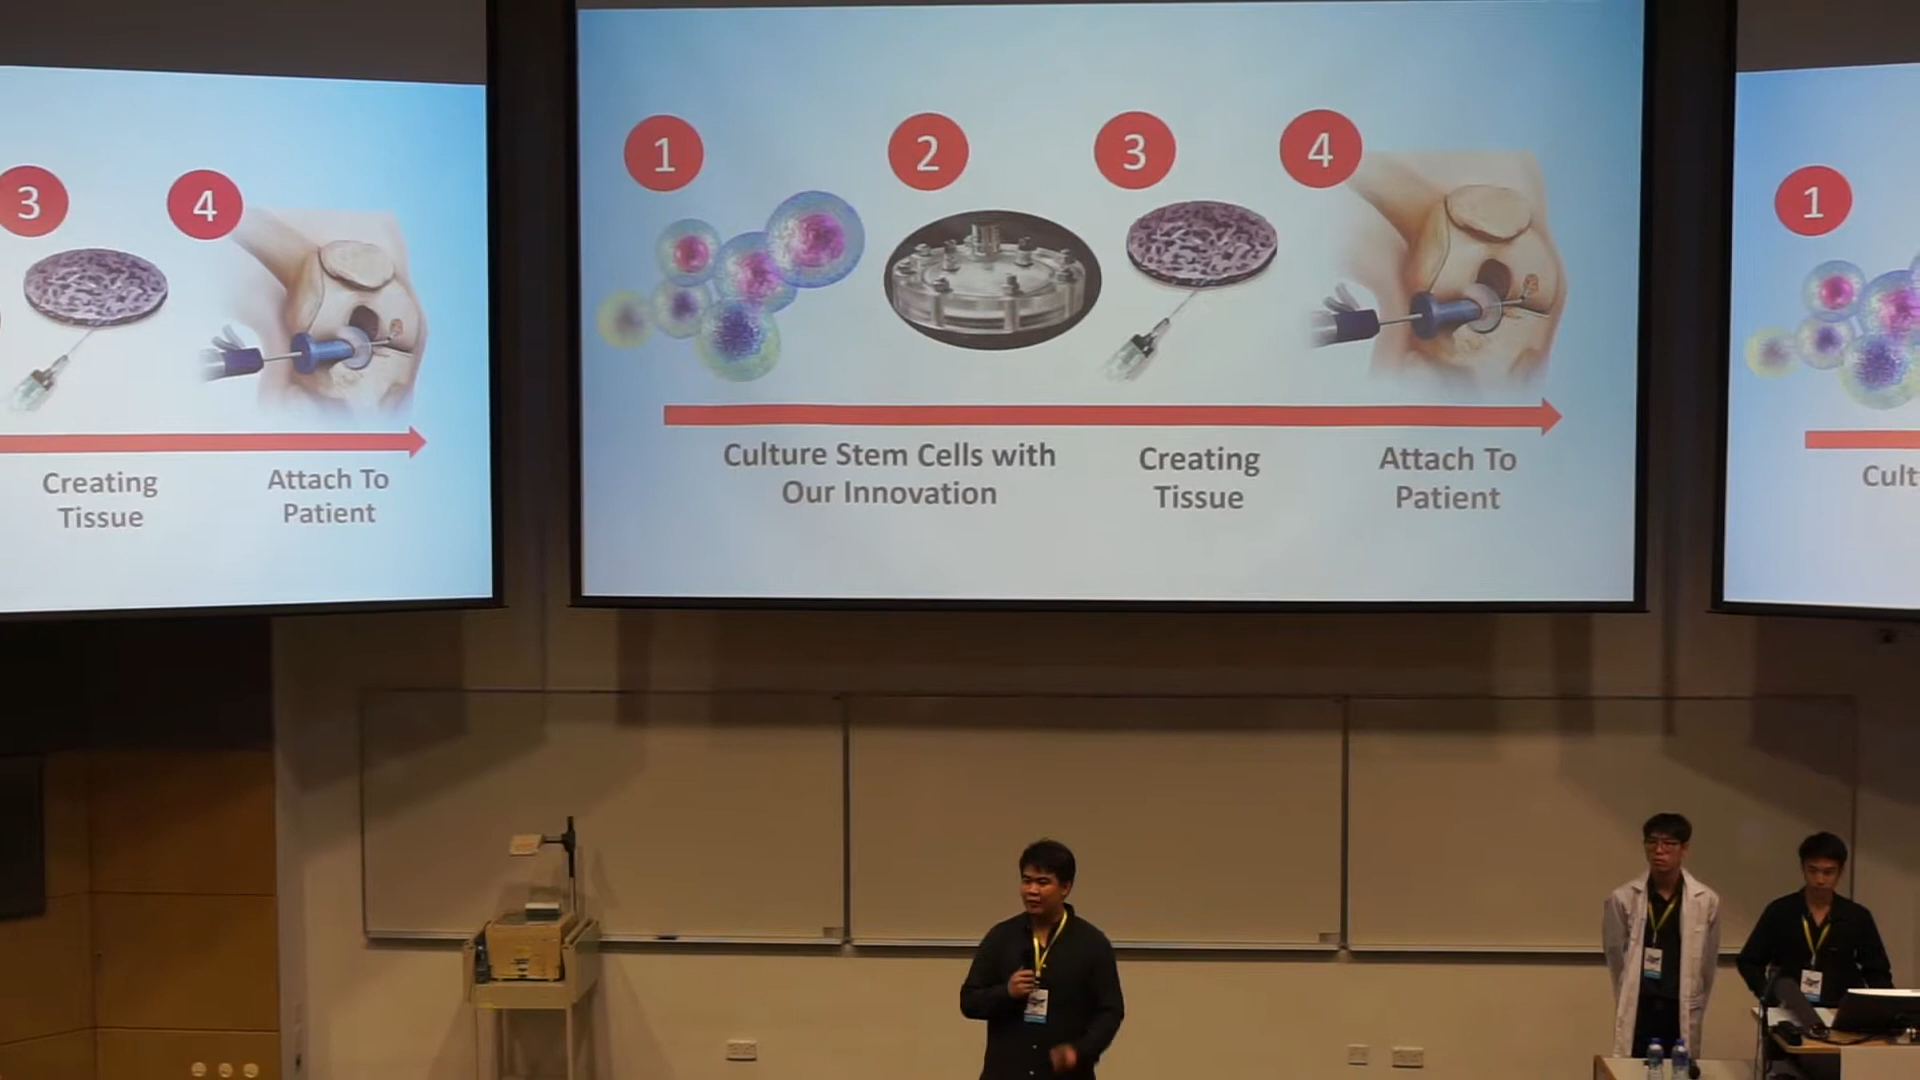 3
4
Creating
Tissue
Attach To
Patient
1
2
3
4
Culture Stem Cells with
Our Innovation
Creating
Tissue
Attach To
Patient
1
Cult